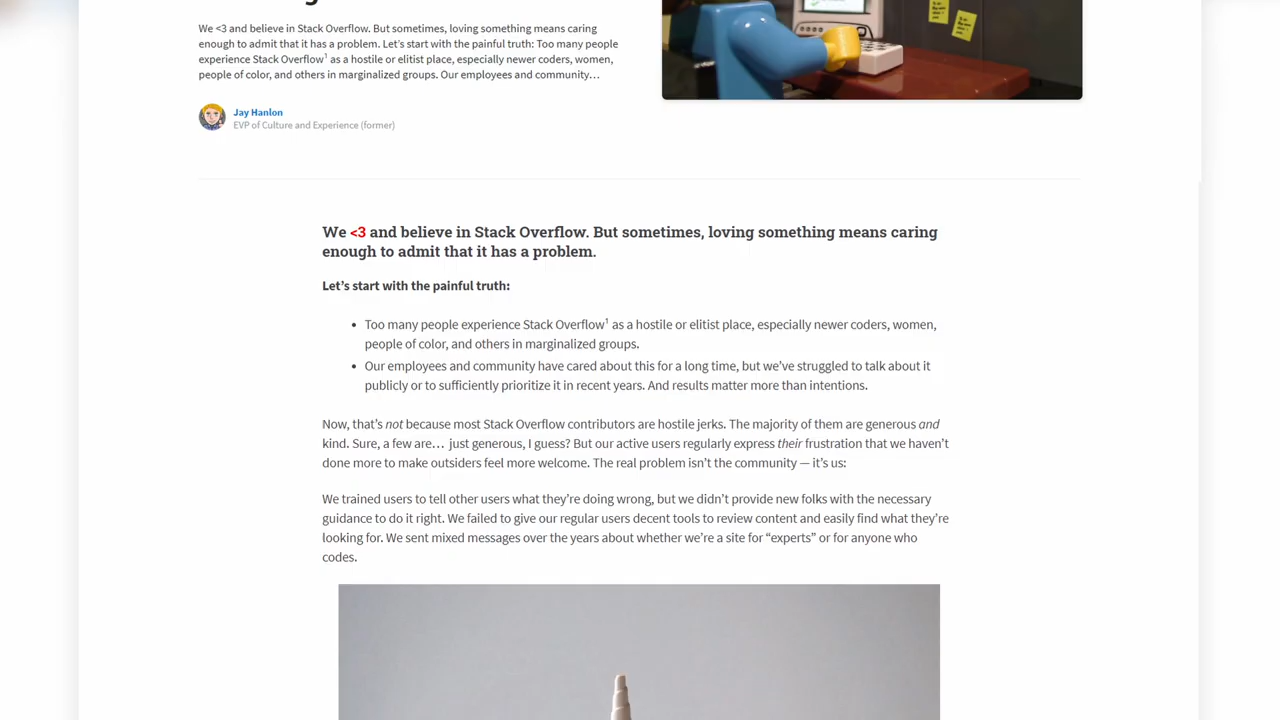 We <3 and believe in Stack Overflow. But sometimes, loving something means caring
enough to admit that it has a problem. Let’s start with the painful truth: Too many people
experience Stack Overflow¹ as a hostile or elitist place, especially newer coders, women,
people of color, and others in marginalized groups. Our employees and community…
Jay Hanlon
EVP of Culture and Experience (former)
We <3 and believe in Stack Overflow. But sometimes, loving something means caring
enough to admit that it has a problem.
Let’s start with the painful truth:
• Too many people experience Stack Overflow¹ as a hostile or elitist place, especially newer coders, women,
people of color, and others in marginalized groups.
• Our employees and community have cared about this for a long time, but we’ve struggled to talk about it
publicly or to sufficiently prioritize it in recent years. And results matter more than intentions.
Now, that’s not because most Stack Overflow contributors are hostile jerks. The majority of them are generous and
kind. Sure, a few are… just generous, I guess? But our active users regularly express their frustration that we haven’t
done more to make outsiders feel more welcome. The real problem isn’t the community — it’s us:
We trained users to tell other users what they’re doing wrong, but we didn’t provide new folks with the necessary
guidance to do it right. We failed to give our regular users decent tools to review content and easily find what they’re
looking for. We sent mixed messages over the years about whether we’re a site for “experts” or for anyone who
codes.